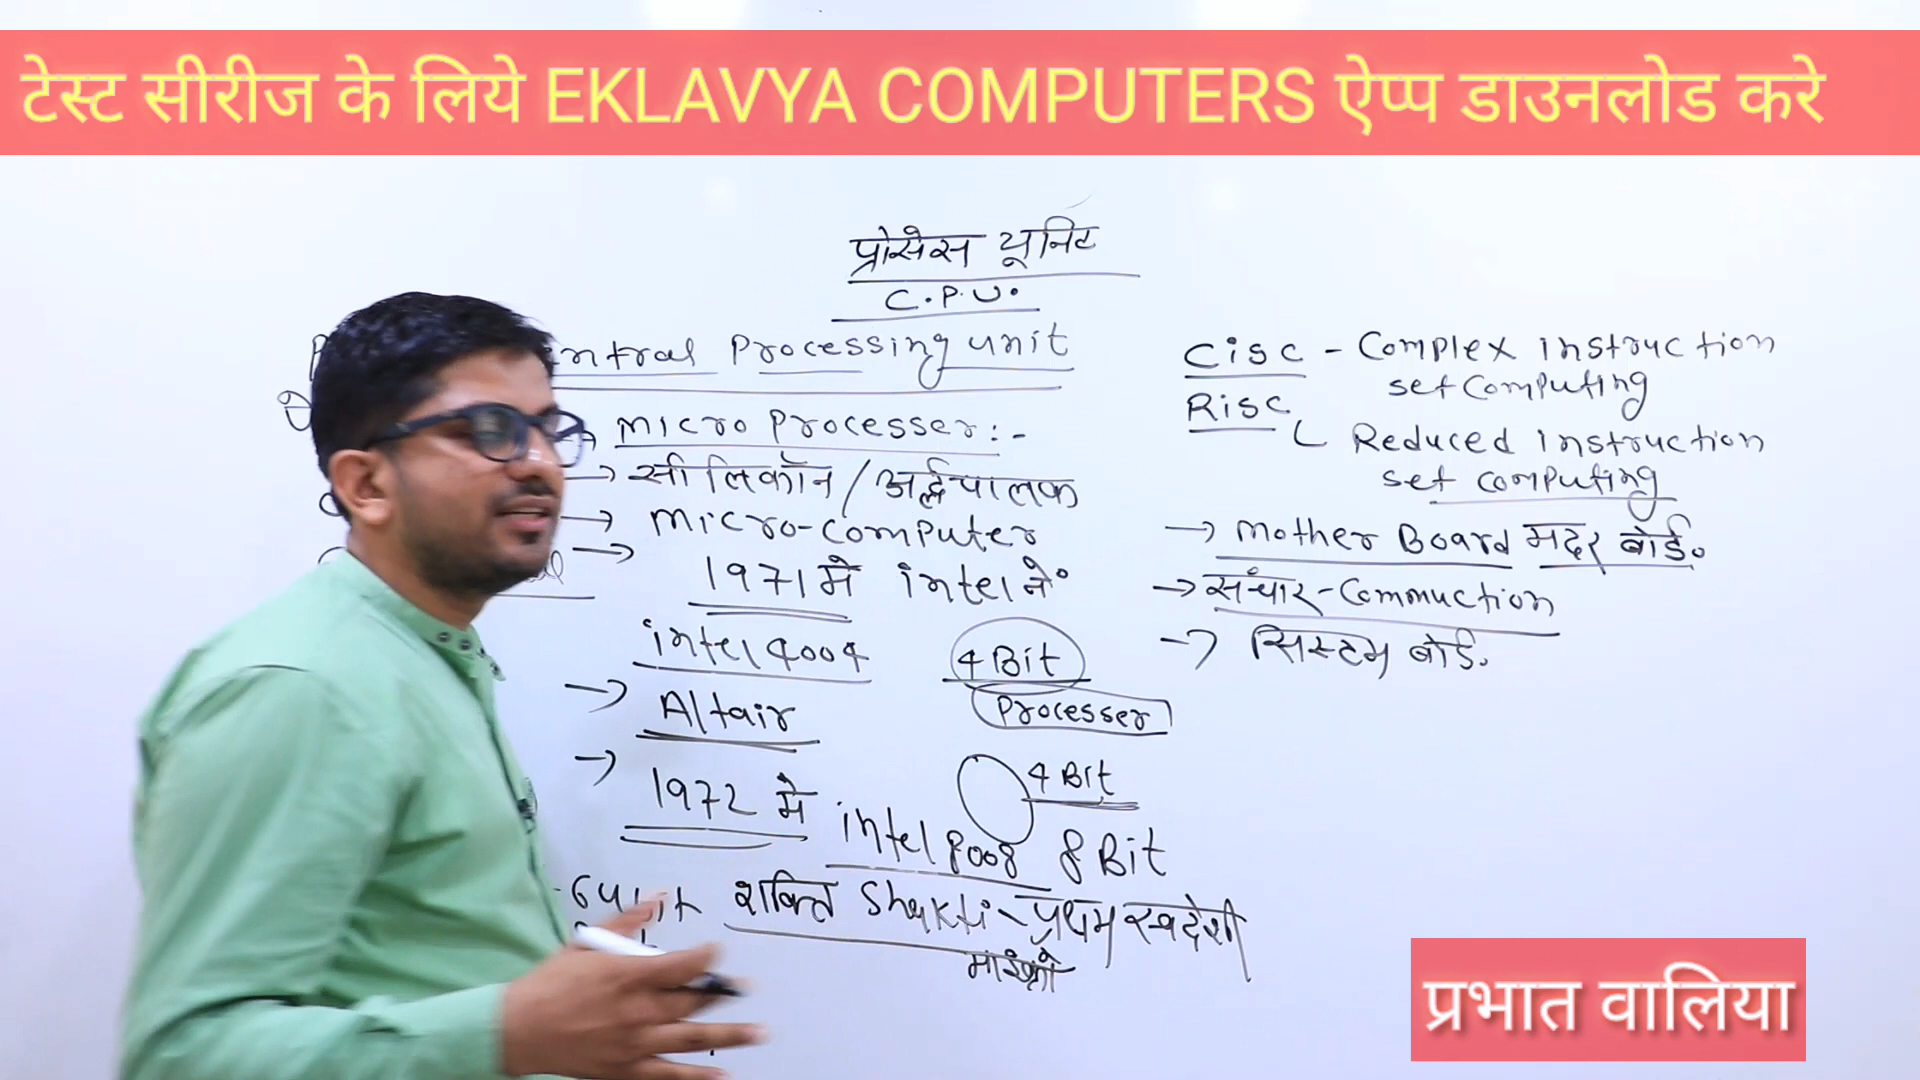 टेस्ट सीरीज के लिये EKLAVYA COMPUTERS ऐप्प डाउनलोड करे
प्रोसेस यूनिट
C.P.U.
ntral Processing unit
Micro Processer:-
→ सीलिकॉन/अर्द्धचालक
→ Micro-Computer
→ 1971 में intel ने
intel 4004 4 Bit
Processer
→ Altair
4 Bit
→ 1972 मे intel 8008 8 Bit
शक्ति Shakti-प्रथम स्वदेशी
CISC - Complex instruction
set Computing
RISC
Reduced instruction
set computing
→ Mother Board मदर बोर्ड.
→ संचार-Commuction
→ सिस्टम बोर्ड.
प्रभात वालिया